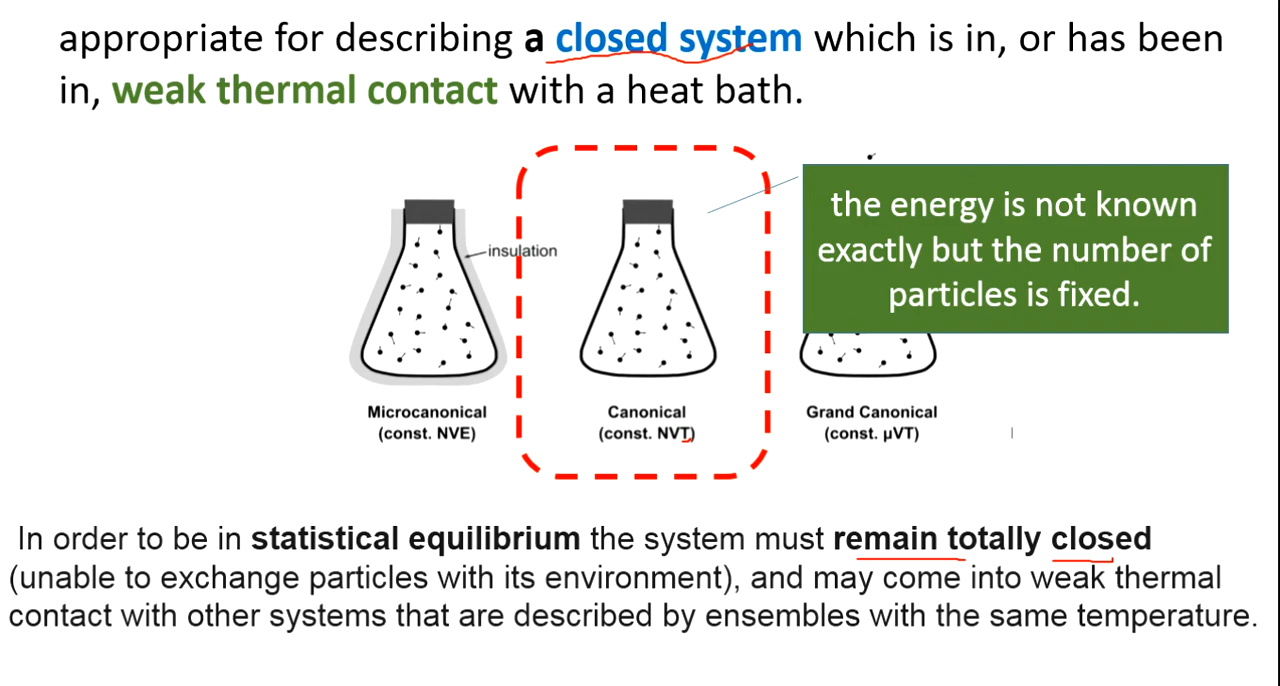 appropriate for describing a closed system which is in, or has been
in, weak thermal contact with a heat bath.
the energy is not known
exactly but the number of
particles is fixed.
insulation
Microcanonical
(const. NVE)
Canonical
(const. NVT)
Grand Canonical
(const. μVT)
In order to be in statistical equilibrium the system must remain totally closed
(unable to exchange particles with its environment), and may come into weak thermal
contact with other systems that are described by ensembles with the same temperature.